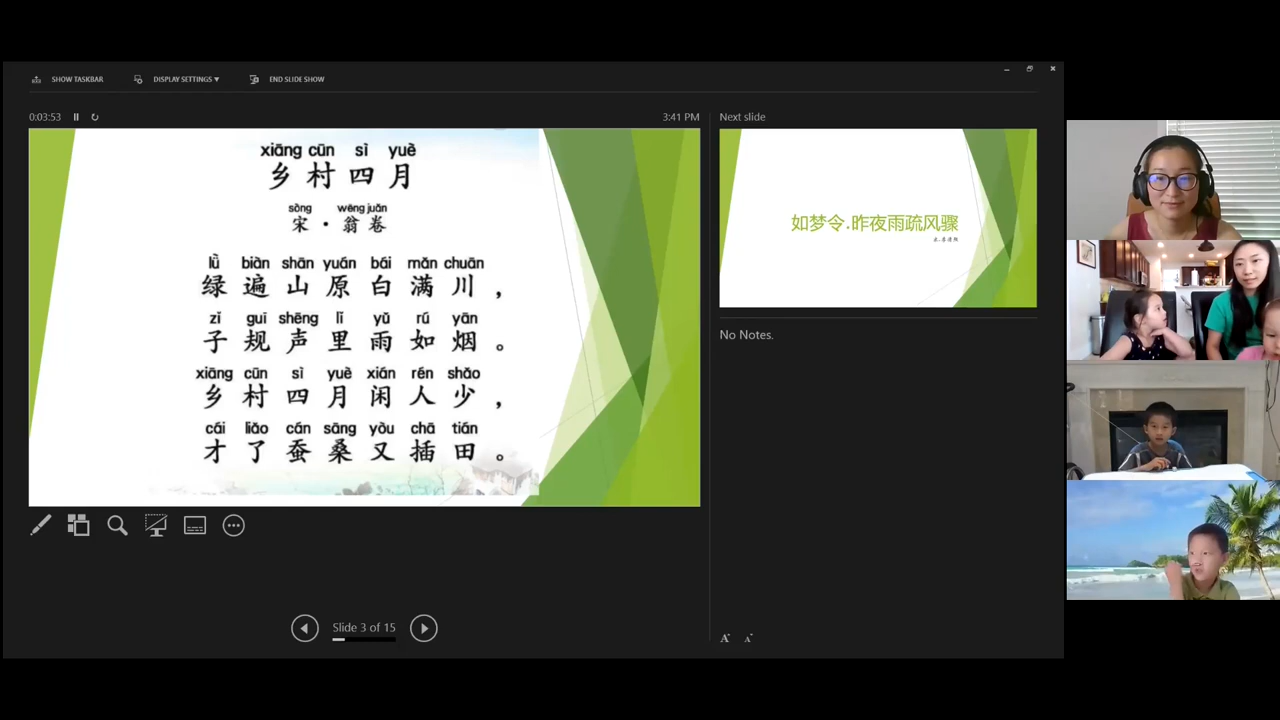 SHOW TASKBAR
DISPLAY SETTINGS ▼
END SLIDE SHOW
0:03:53
3:41 PM
xiāng cūn sì yuè
乡村四月
sòng wēng juǎn
宋·翁卷
lǜ biàn shān yuán bái mǎn chuān
绿遍山原白满川，
zǐ guī shēng lǐ yǔ rú yān
子规声里雨如烟。
xiāng cūn sì yuè xián rén shǎo
乡村四月闲人少，
cái liǎo cán sāng yòu chā tián
才了蚕桑又插田。
Slide 3 of 15
Next slide
如梦令.昨夜雨疏风骤
No Notes.
A A